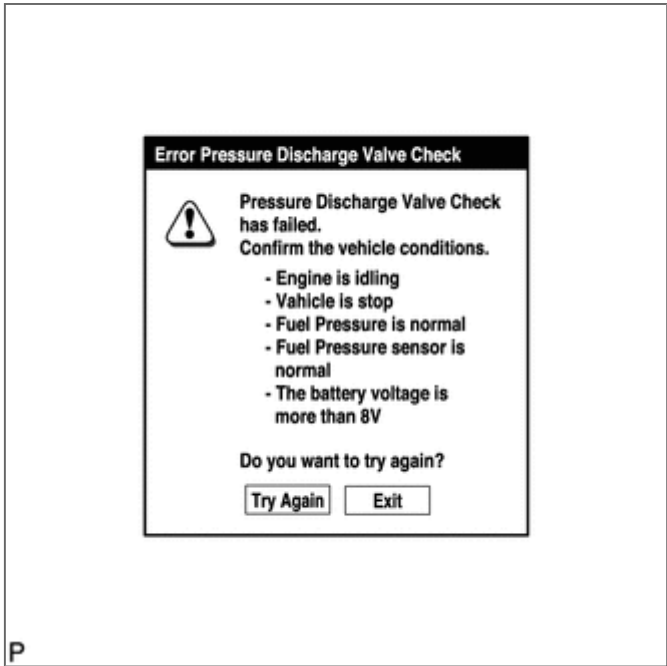 Error Pressure Discharge Valve Check
Pressure Discharge Valve Check
has failed.
Confirm the vehicle conditions.
- Engine is idling
- Vahicle is stop
- Fuel Pressure is normal
- Fuel Pressure sensor is
normal
- The battery voltage is
more than 8V
Do you want to try again?
Try Again Exit
P